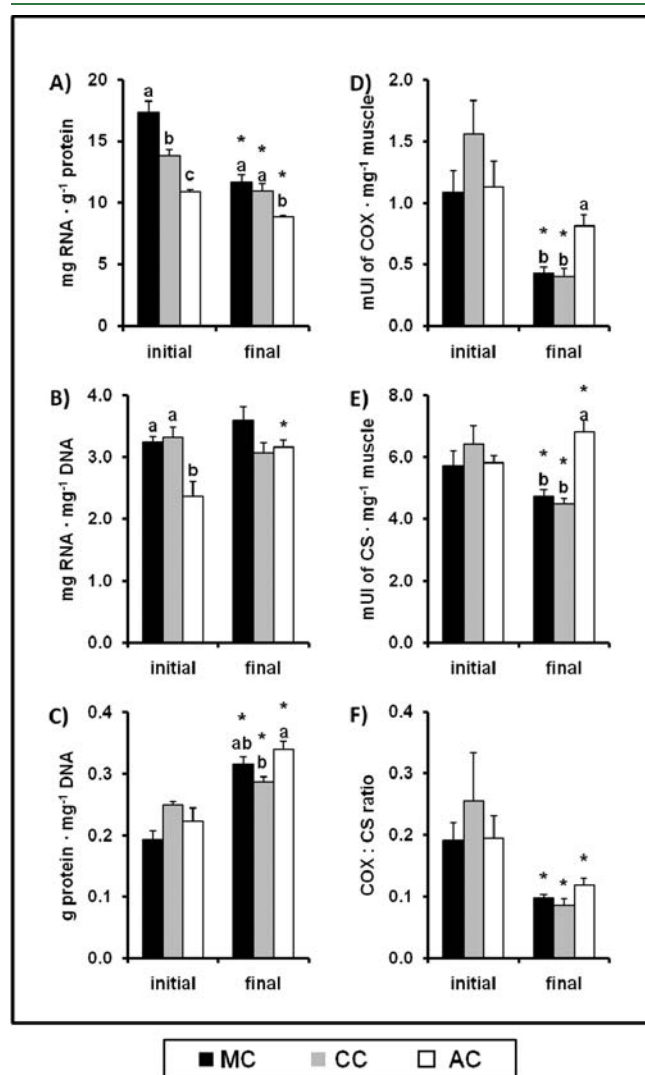 A)
mg RNA · g⁻¹ protein
20
15
10
5
0
a
b
c
* * *
a a b
initial final
B)
mg RNA · mg⁻¹ DNA
4.0
3.0
2.0
1.0
0.0
a a b
*
initial final
C)
g protein · mg⁻¹ DNA
0.4
0.3
0.2
0.1
0.0
* * *
ab b a
initial final
D)
mUI of COX · mg⁻¹ muscle
2.0
1.5
1.0
0.5
0.0
* *
b b a
initial final
E)
mUI of CS · mg⁻¹ muscle
8.0
6.0
4.0
2.0
0.0
* * *
b b a
initial final
F)
COX : CS ratio
0.4
0.3
0.2
0.1
0.0
* * *
initial final
MC CC AC